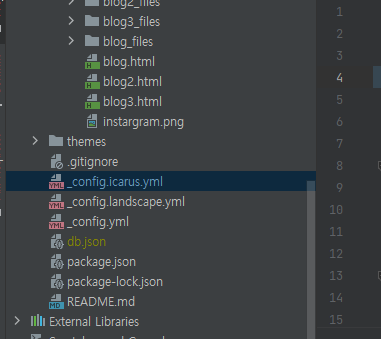 blog2_files
blog3_files
blog_files
blog.html
blog2.html
blog3.html
instargram.png
themes
.gitignore
_config.icarus.yml
_config.landscape.yml
_config.yml
db.json
package.json
package-lock.json
README.md
External Libraries
1
2
3
4
5
6
7
8
9
10
11
12
13
14
15